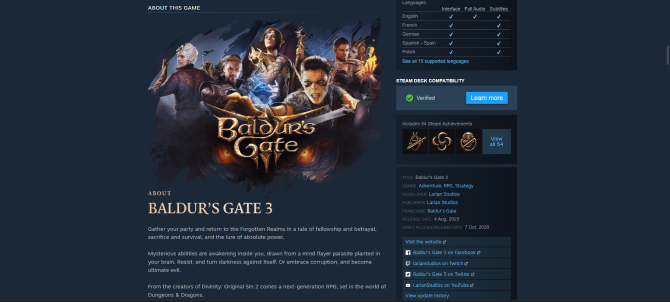 ABOUT THIS GAME
BALDUR'S
GATE
ABOUT
BALDUR'S GATE 3
Gather your party and return to the Forgotten Realms in a tale of fellowship and betrayal,
sacrifice and survival, and the lure of absolute power.
Mysterious abilities are awakening inside you, drawn from a mind flayer parasite planted in
your brain. Resist, and turn darkness against itself. Or embrace corruption, and become
ultimate evil.
From the creators of Divinity: Original Sin 2 comes a next-generation RPG, set in the world of
Dungeons & Dragons.
Languages:
Interface Full Audio Subtitles
English ✓ ✓ ✓
French ✓ ✓
German ✓ ✓
Spanish - Spain ✓ ✓
Polish ✓ ✓
See all 15 supported languages
STEAM DECK COMPATIBILITY
Verified
Learn more
Includes 54 Steam Achievements
View
all 54
TITLE: Baldur's Gate 3
GENRE: Adventure, RPG, Strategy
DEVELOPER: Larian Studios
PUBLISHER: Larian Studios
FRANCHISE: Baldur's Gate
RELEASE DATE: 4 Aug, 2023
EARLY ACCESS RELEASE DATE: 7 Oct, 2020
Visit the website
Baldur's Gate 3 on Facebook
larianstudios on Twitch
Baldur's Gate 3 on Twitter
LarianStudios on YouTube
View update history